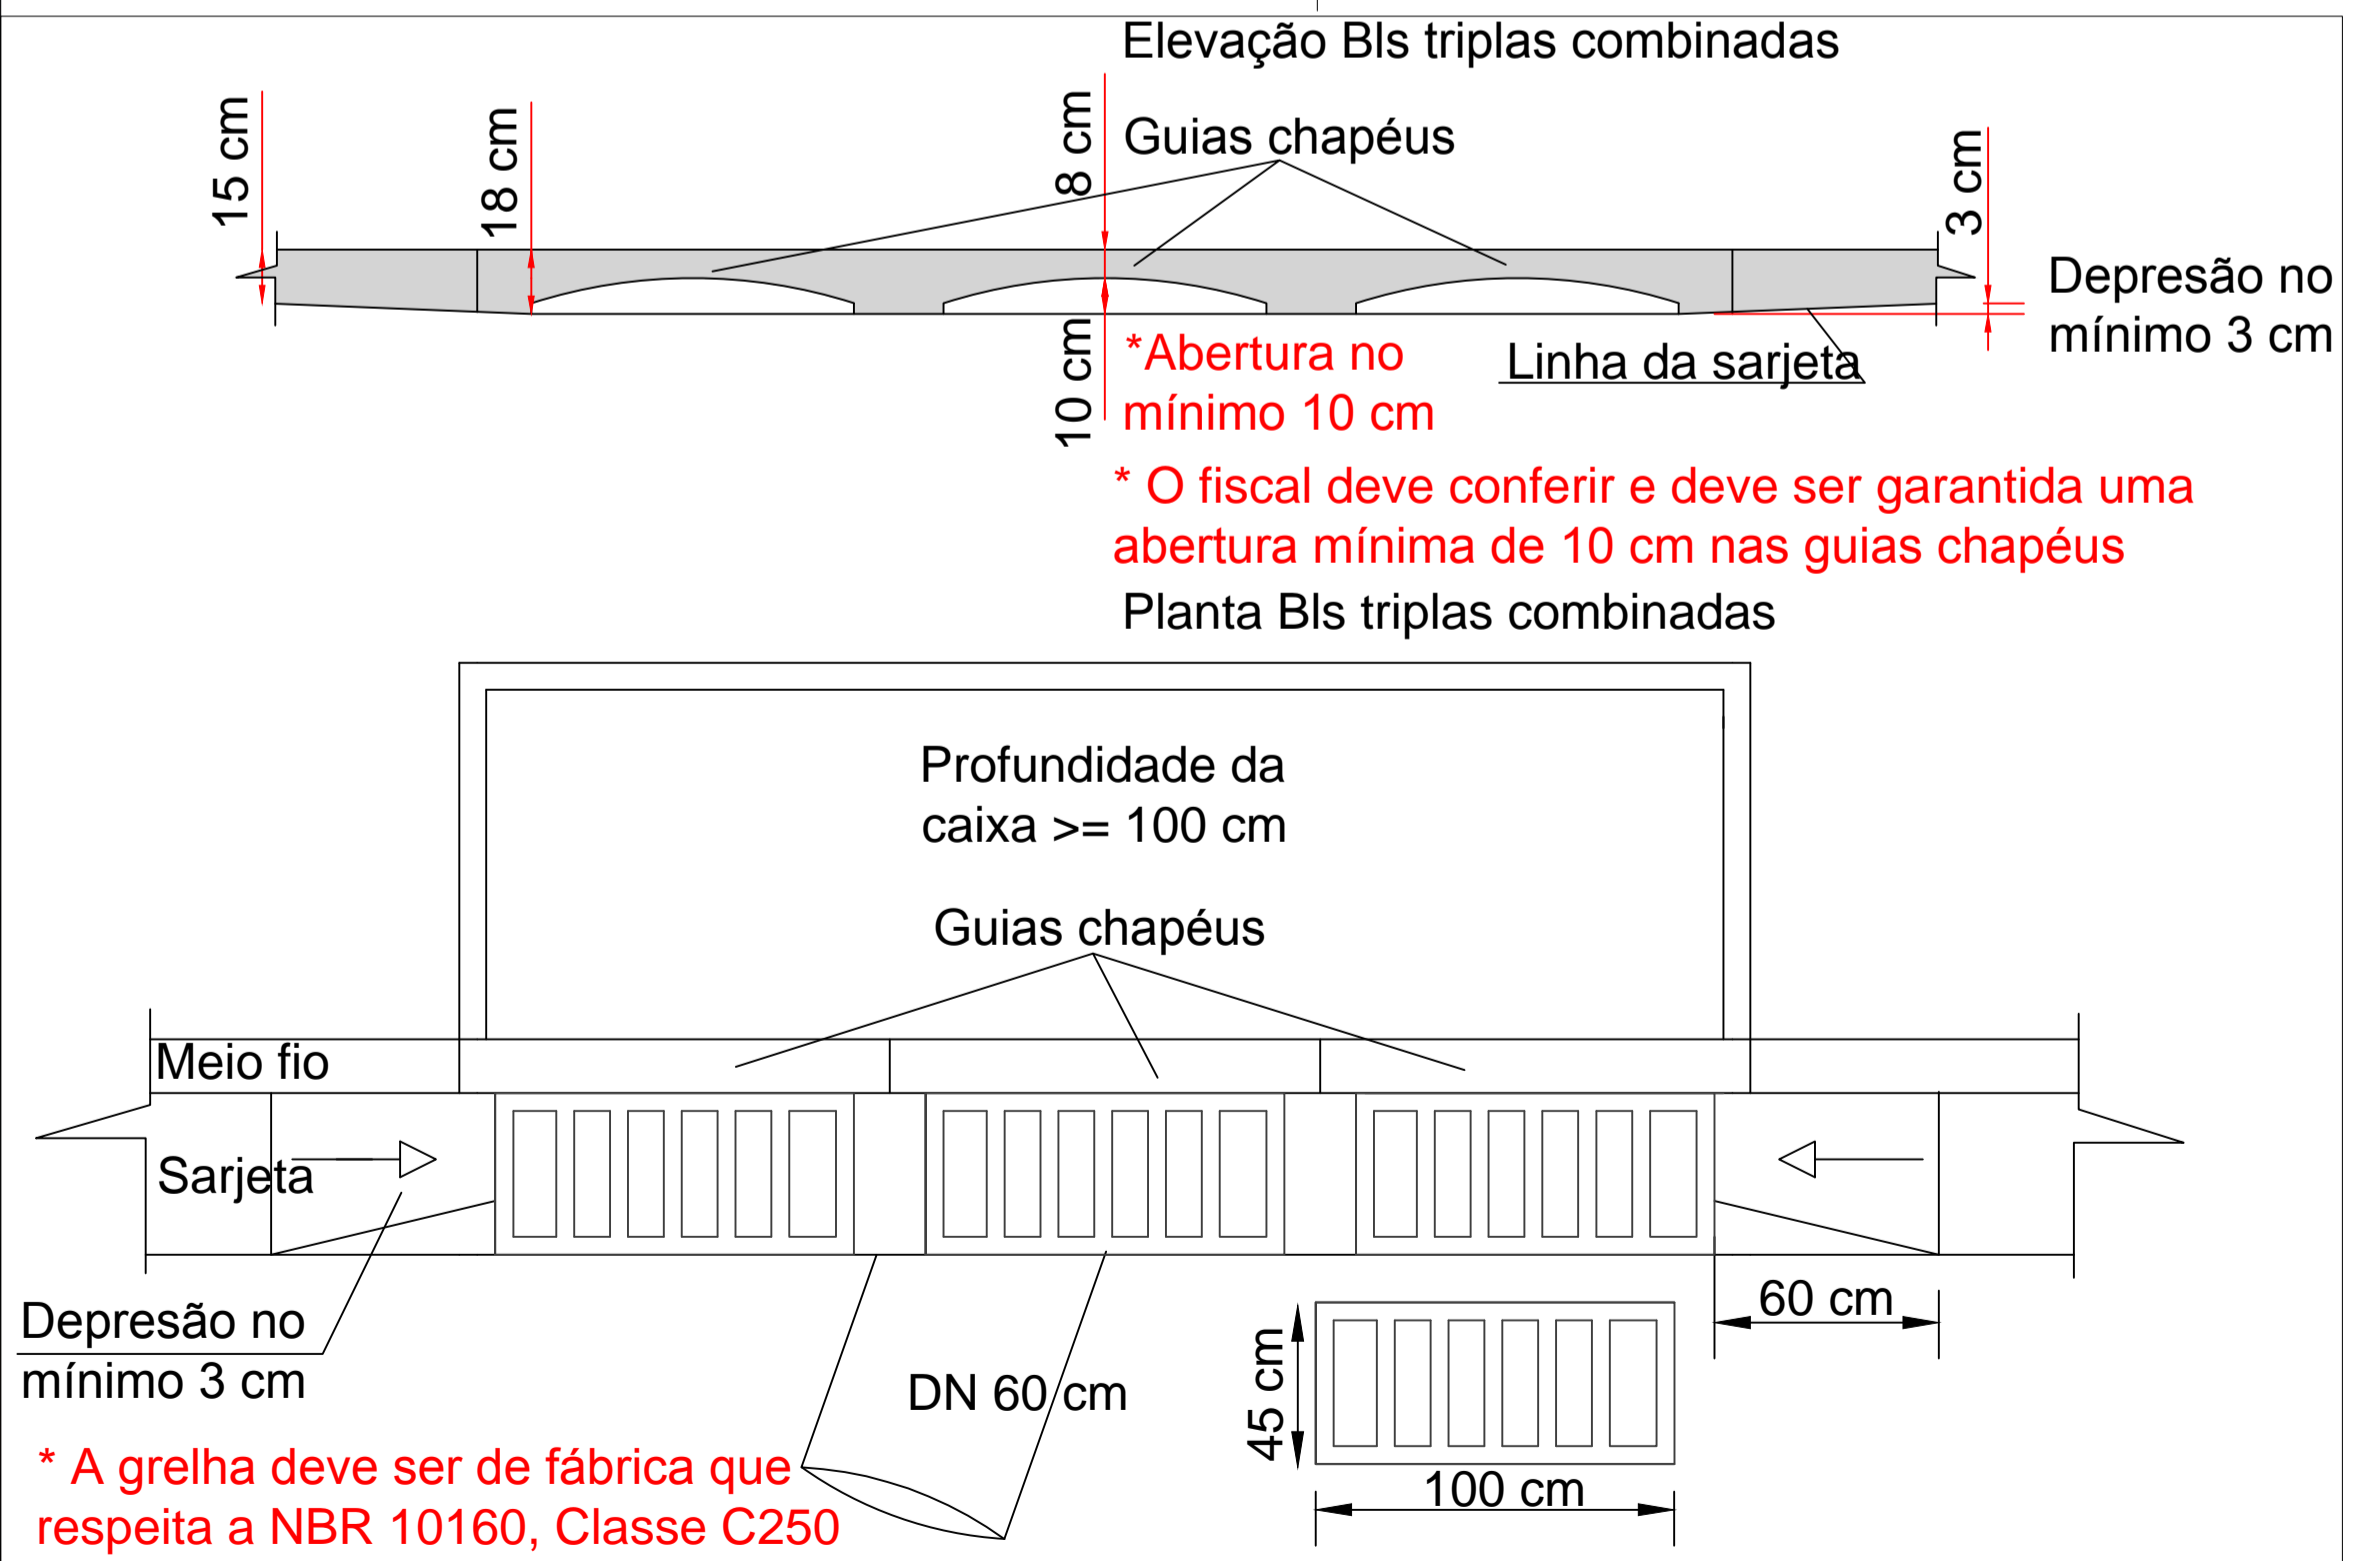 Elevação Bls triplas combinadas
15 cm
18 cm
8 cm
Guias chapéus
3 cm
Depresão no
mínimo 3 cm
10 cm
*Abertura no
mínimo 10 cm
Linha da sarjeta
* O fiscal deve conferir e deve ser garantida uma
abertura mínima de 10 cm nas guias chapéus
Planta Bls triplas combinadas
Profundidade da
caixa >= 100 cm
Guias chapéus
Meio fio
Sarjeta
Depresão no
mínimo 3 cm
DN 60 cm
60 cm
45 cm
100 cm
* A grelha deve ser de fábrica que
respeita a NBR 10160, Classe C250